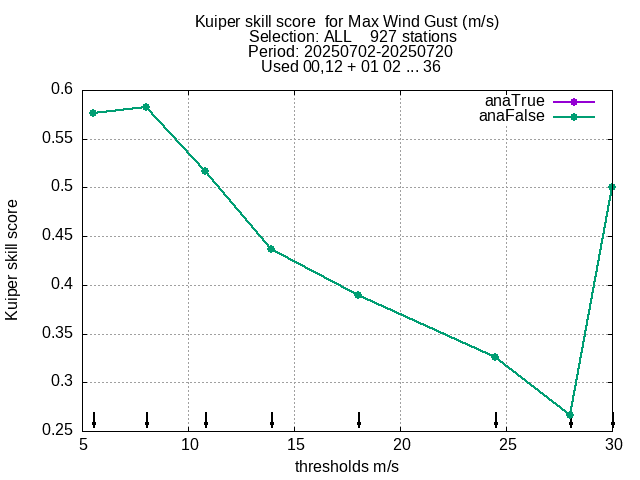 Kuiper skill score  for Max Wind Gust (m/s)
Selection: ALL    927 stations
Period: 20250702-20250720
Used 00,12 + 01 02 ... 36
anaTrue
anaFalse
Kuiper skill score
0.6
0.55
0.5
0.45
0.4
0.35
0.3
0.25
5 10 15 20 25 30
thresholds m/s